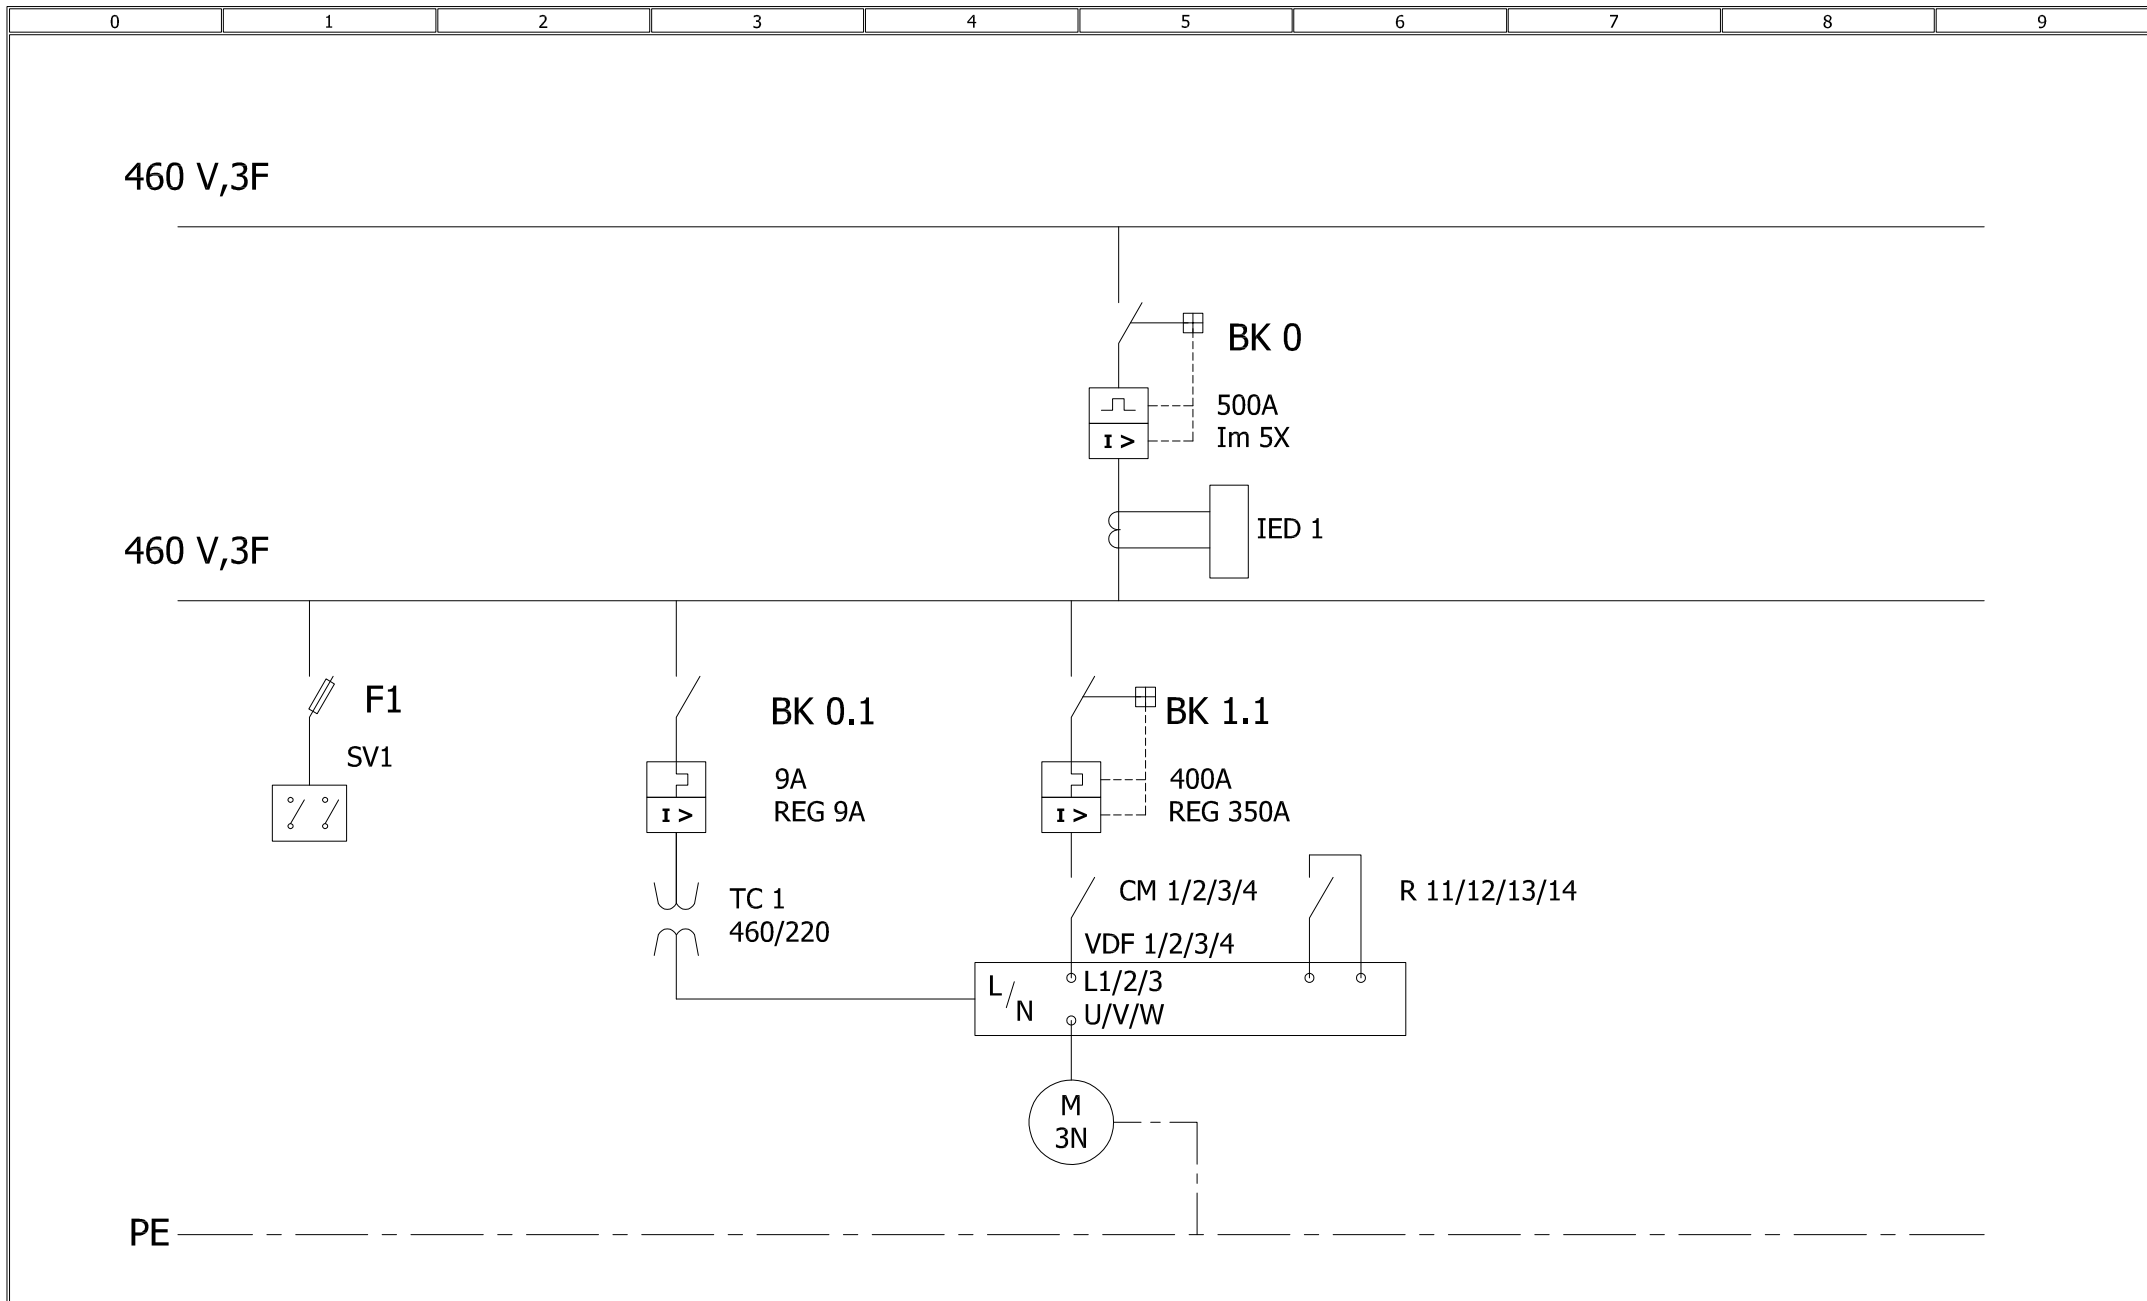 0 1 2 3 4 5 6 7 8 9
460 V,3F
BK 0
500A
I >
Im 5X
IED 1
460 V,3F
F1
SV1
BK 0.1
9A
I >
REG 9A
TC 1
460/220
BK 1.1
400A
I >
REG 350A
CM 1/2/3/4
R 11/12/13/14
VDF 1/2/3/4
L/N
L1/2/3
U/V/W
M
3N
PE